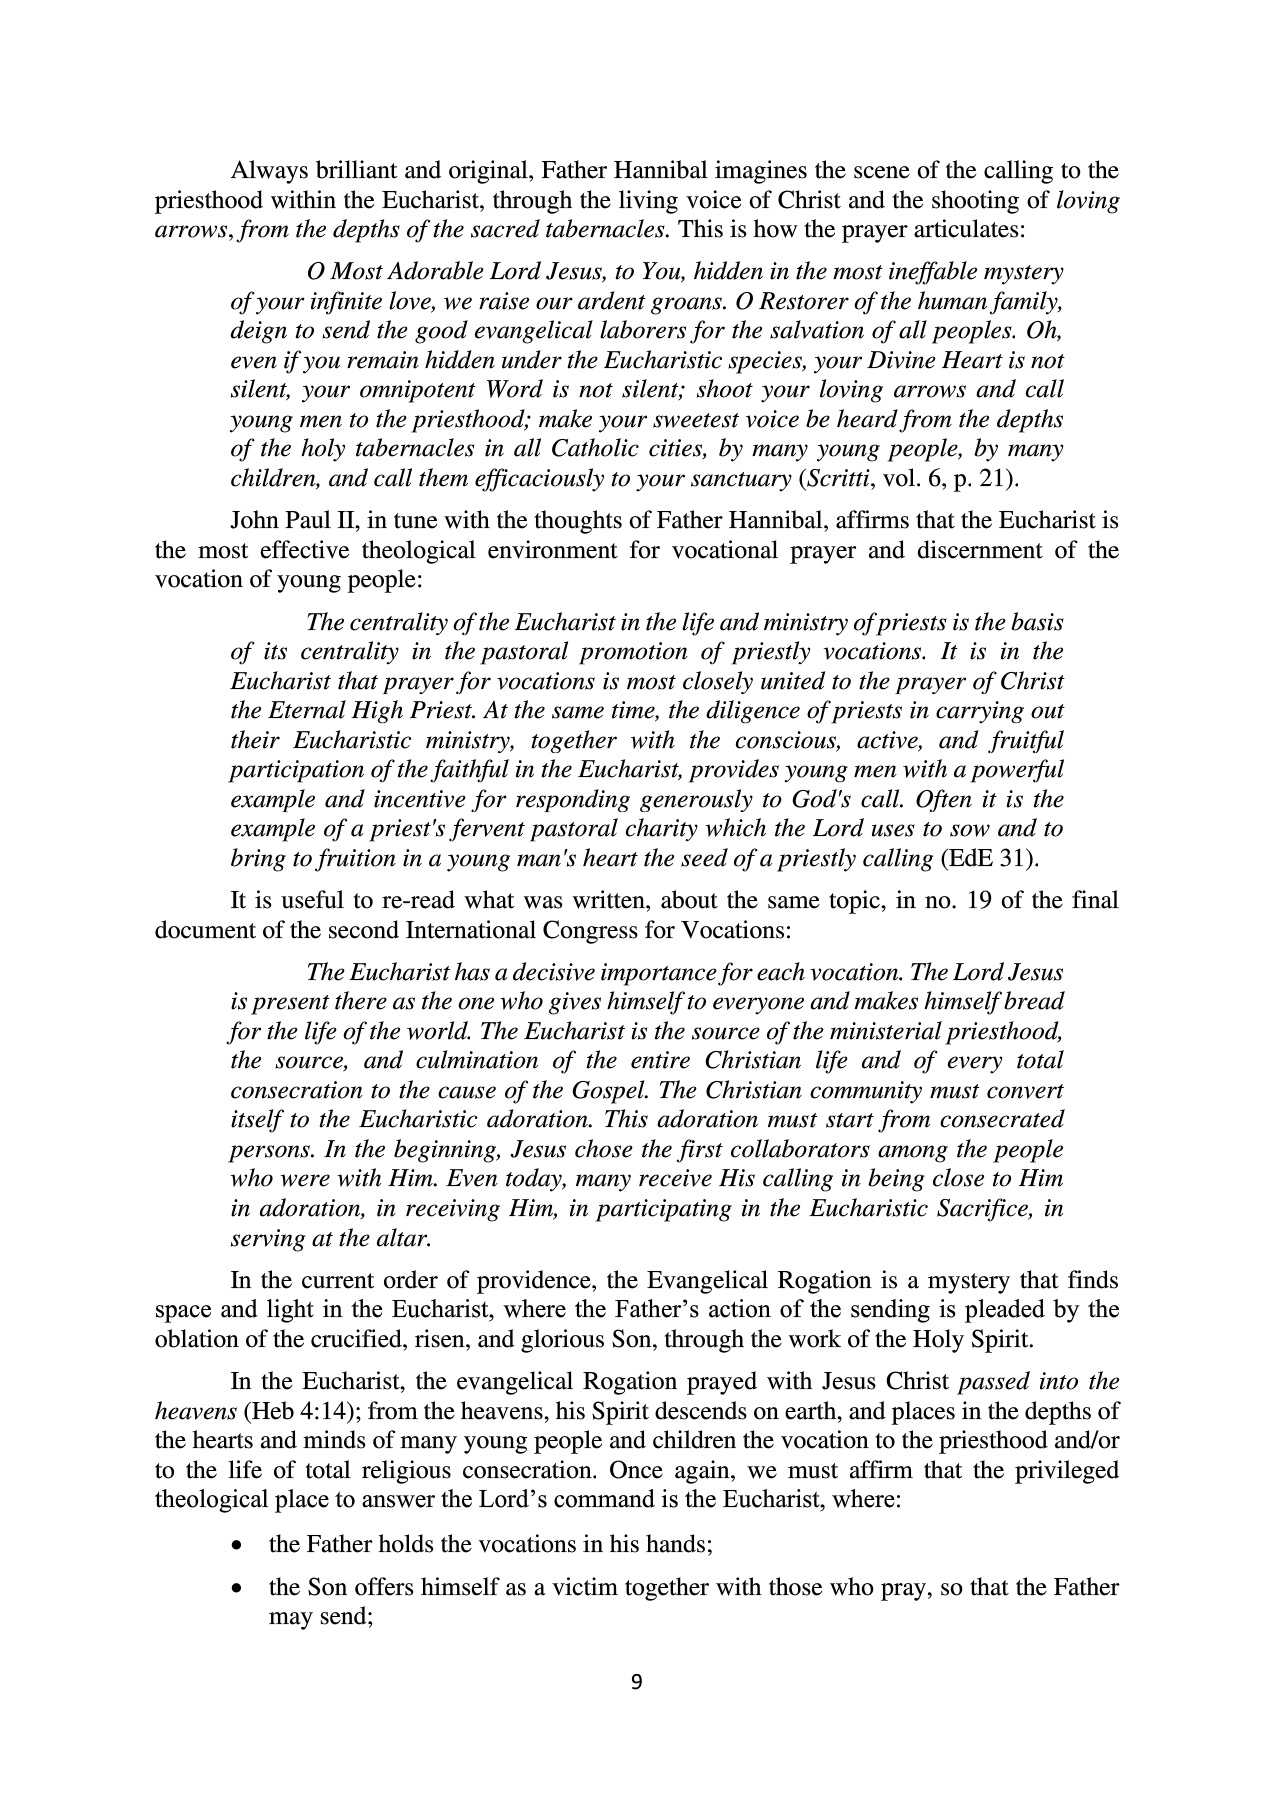 Always brilliant and original, Father Hannibal imagines the scene of the calling to the
priesthood within the Eucharist, through the living voice of Christ and the shooting of loving
arrows, from the depths of the sacred tabernacles. This is how the prayer articulates:
O Most Adorable Lord Jesus, to You, hidden in the most ineffable mystery
of your infinite love, we raise our ardent groans. O Restorer of the human family,
deign to send the good evangelical laborers for the salvation of all peoples. Oh,
even if you remain hidden under the Eucharistic species, your Divine Heart is not
silent, your omnipotent Word is not silent; shoot your loving arrows and call
young men to the priesthood; make your sweetest voice be heard from the depths
of the holy tabernacles in all Catholic cities, by many young people, by many
children, and call them efficaciously to your sanctuary (Scritti, vol. 6, p. 21).
John Paul II, in tune with the thoughts of Father Hannibal, affirms that the Eucharist is
the most effective theological environment for vocational prayer and discernment of the
vocation of young people:
The centrality of the Eucharist in the life and ministry of priests is the basis
of its centrality in the pastoral promotion of priestly vocations. It is in the
Eucharist that prayer for vocations is most closely united to the prayer of Christ
the Eternal High Priest. At the same time, the diligence of priests in carrying out
their Eucharistic ministry, together with the conscious, active, and fruitful
participation of the faithful in the Eucharist, provides young men with a powerful
example and incentive for responding generously to God's call. Often it is the
example of a priest's fervent pastoral charity which the Lord uses to sow and to
bring to fruition in a young man's heart the seed of a priestly calling (EdE 31).
It is useful to re-read what was written, about the same topic, in no. 19 of the final
document of the second International Congress for Vocations:
The Eucharist has a decisive importance for each vocation. The Lord Jesus
is present there as the one who gives himself to everyone and makes himself bread
for the life of the world. The Eucharist is the source of the ministerial priesthood,
the source, and culmination of the entire Christian life and of every total
consecration to the cause of the Gospel. The Christian community must convert
itself to the Eucharistic adoration. This adoration must start from consecrated
persons. In the beginning, Jesus chose the first collaborators among the people
who were with Him. Even today, many receive His calling in being close to Him
in adoration, in receiving Him, in participating in the Eucharistic Sacrifice, in
serving at the altar.
In the current order of providence, the Evangelical Rogation is a mystery that finds
space and light in the Eucharist, where the Father’s action of the sending is pleaded by the
oblation of the crucified, risen, and glorious Son, through the work of the Holy Spirit.
In the Eucharist, the evangelical Rogation prayed with Jesus Christ passed into the
heavens (Heb 4:14); from the heavens, his Spirit descends on earth, and places in the depths of
the hearts and minds of many young people and children the vocation to the priesthood and/or
to the life of total religious consecration. Once again, we must affirm that the privileged
theological place to answer the Lord’s command is the Eucharist, where:
• the Father holds the vocations in his hands;
• the Son offers himself as a victim together with those who pray, so that the Father
may send;
9